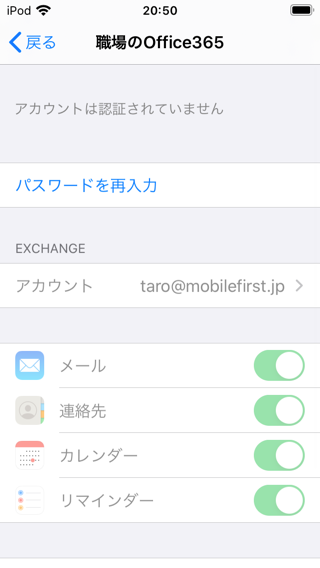 iPod 20:50
戻る 職場のOffice365
アカウントは認証されていません
パスワードを再入力
EXCHANGE
アカウント taro@mobilefirst.jp
メール
連絡先
カレンダー
リマインダー